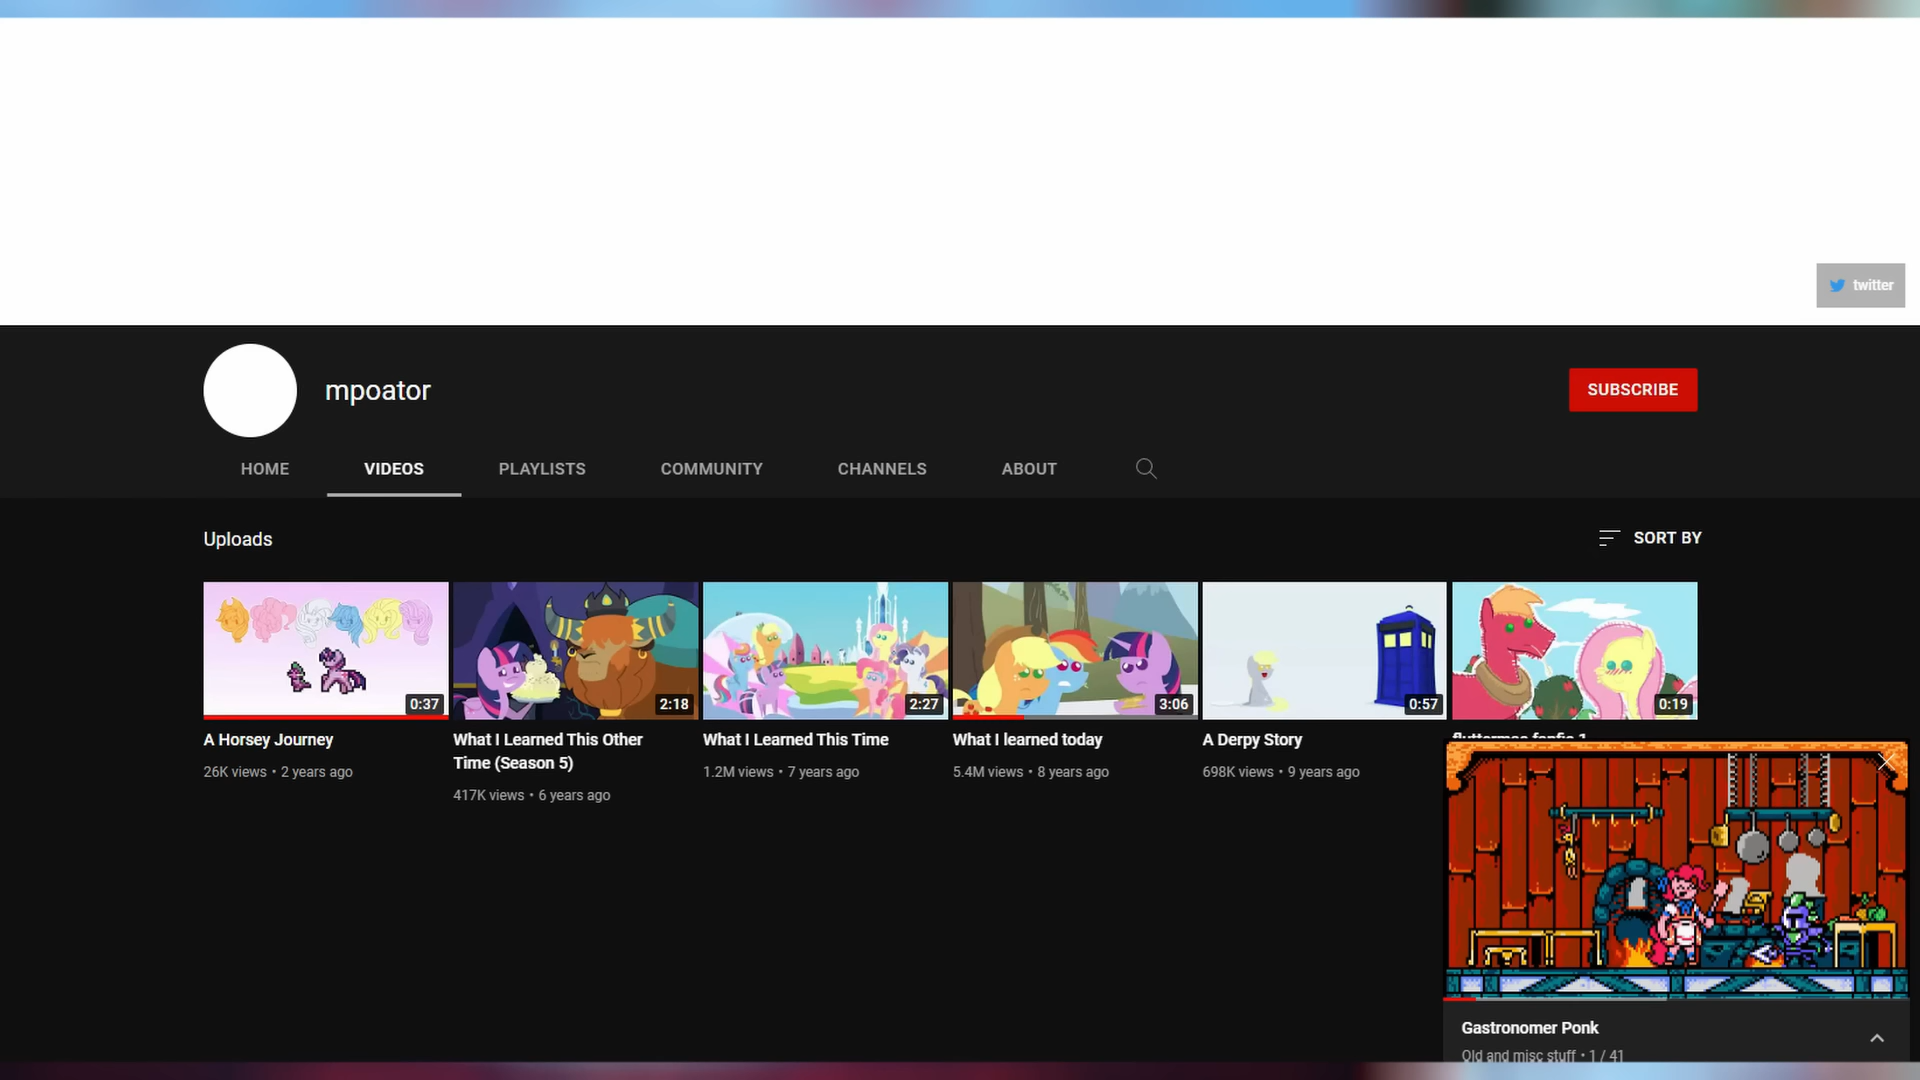 twitter
mpoator
SUBSCRIBE
HOME VIDEOS PLAYLISTS COMMUNITY CHANNELS ABOUT
Uploads
SORT BY
0:37
2:18
2:27
3:06
0:57
0:19
A Horsey Journey
26K views • 2 years ago
What I Learned This Other
Time (Season 5)
417K views • 6 years ago
What I Learned This Time
1.2M views • 7 years ago
What I learned today
5.4M views • 8 years ago
A Derpy Story
698K views • 9 years ago
Gastronomer Ponk
Old and misc stuff • 1 / 41